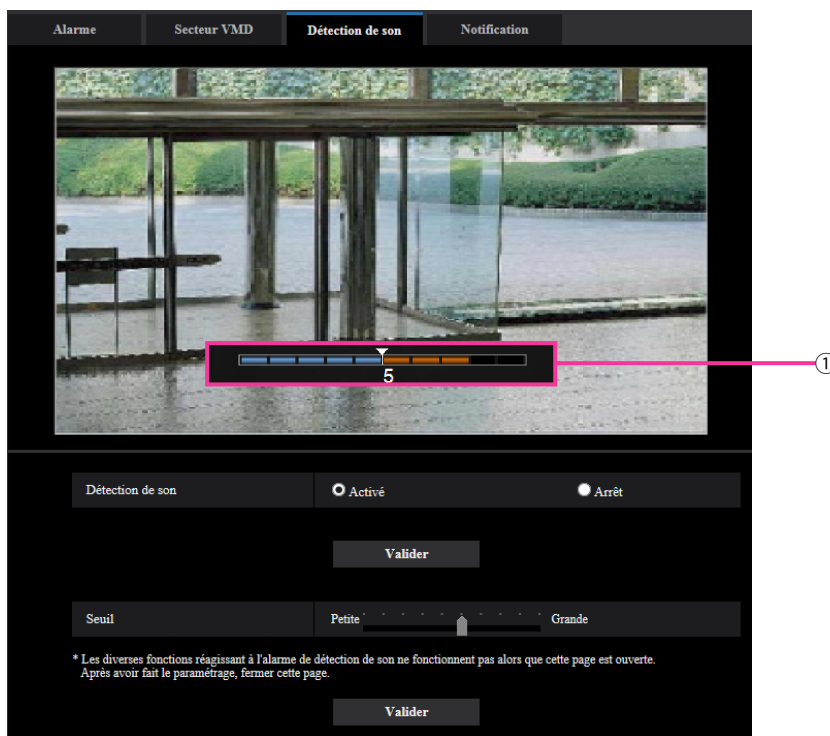 Alarme Secteur VMD Détection de son Notification
5
①
Détection de son Activé Arrêt
Valider
Seuil Petite Grande
* Les diverses fonctions réagissant à l'alarme de détection de son ne fonctionnent pas alors que cette page est ouverte.
Après avoir fait le paramétrage, fermer cette page.
Valider